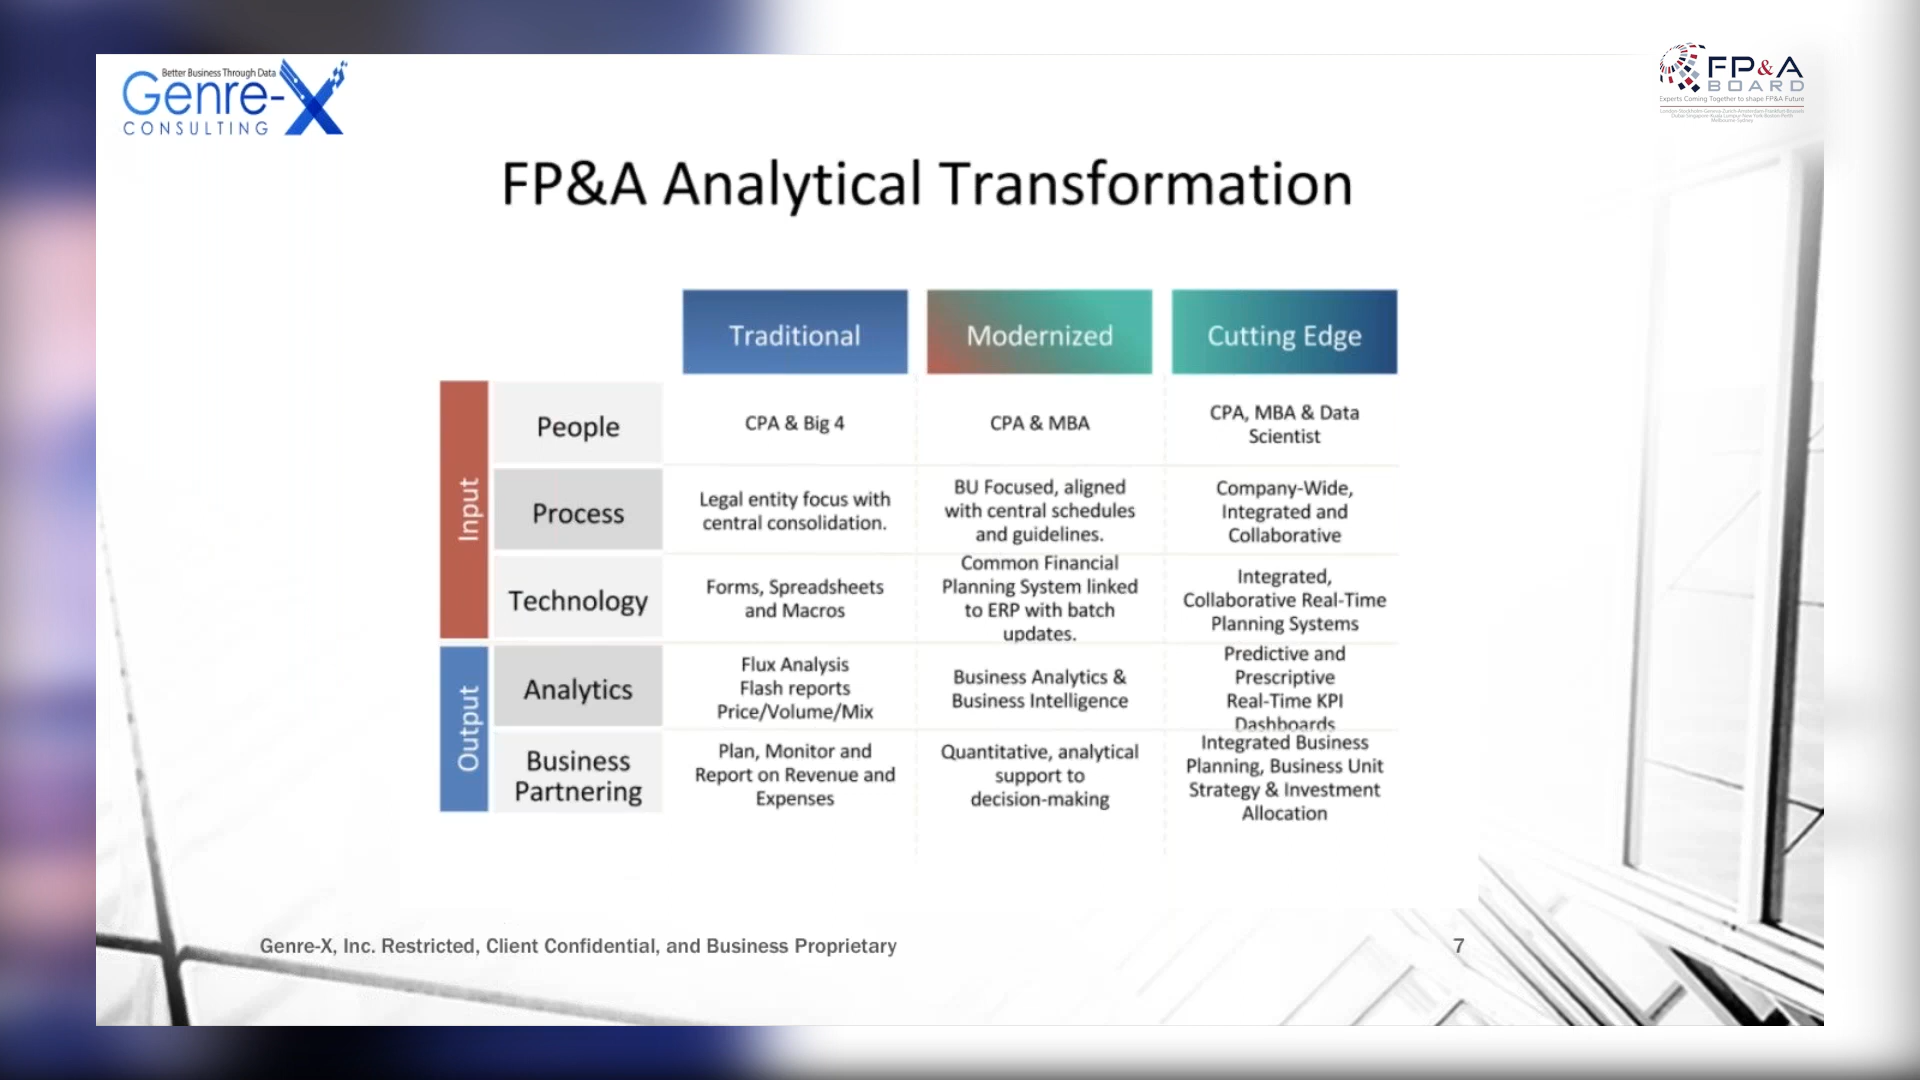 Better Business Through Data
Genre-X
CONSULTING
FP&A
BOARD
Experts Coming Together to shape FP&A Future
FP&A Analytical Transformation
Traditional
Modernized
Cutting Edge
Input
People
CPA & Big 4
CPA & MBA
CPA, MBA & Data
Scientist
Process
Legal entity focus with
central consolidation.
BU Focused, aligned
with central schedules
and guidelines.
Company-Wide,
Integrated and
Collaborative
Technology
Forms, Spreadsheets
and Macros
Common Financial
Planning System linked
to ERP with batch
updates.
Integrated,
Collaborative Real-Time
Planning Systems
Output
Analytics
Flux Analysis
Flash reports
Price/Volume/Mix
Business Analytics &
Business Intelligence
Predictive and
Prescriptive
Real-Time KPI
Dashboards
Business
Partnering
Plan, Monitor and
Report on Revenue and
Expenses
Quantitative, analytical
support to
decision-making
Integrated Business
Planning, Business Unit
Strategy & Investment
Allocation
Genre-X, Inc. Restricted, Client Confidential, and Business Proprietary
7